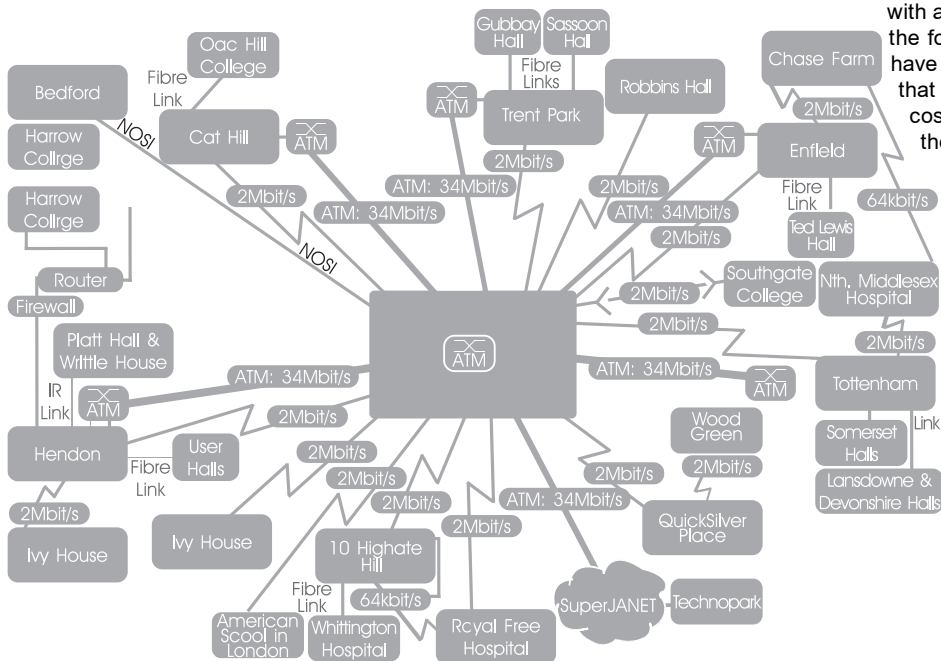 with a
the fo
have
that
cos
the
Gubbay
Hall
Sassoon
Hall
Oac Hill
College
Fibre
Link
Fibre
Links
Chase Farm
Robbins Hall
Bedford
ATM
Trent Park
2Mbit/s
Harrow
Collrge
NOSI
Cat Hill
ATM
ATM
Enfleld
2Mbit/s
2Mbit/s
Fibre
Link
64kbit/s
Harrow
Collrge
2Mbit/s
ATM: 34Mbit/s
ATM: 34Mbit/s
ATM: 34Mbit/s
2Mbit/s
Ted Lewis
Hall
NOSI
Router
Firewall
2Mbit/s
Southgate
College
Nth, Middlesex
Hospital
2Mbit/s
Platt Hall &
Wrlttle House
ATM
2Mbit/s
IR
Link
ATM
ATM: 34Mbit/s
ATM: 34Mbit/s
ATM
Tottenham
2Mbit/s
Wood
Green
Link
Hendon
Fibre
Link
User
Halls
2Mbit/s
2Mbit/s
2Mbit/s
Somerset
Halls
2Mbit/s
2Mbit/s
2Mbit/s
ATM: 34Mbit/s
Lansdowne &
Devonshire Halls
Ivy House
Ivy House
10 Highate
Hill
2Mbit/s
QuickSilver
Place
Fibre
Link
64kbit/s
SuperJANET
Technopark
American
Scool in
London
Whittington
Hospital
Rcyal Free
Hospital